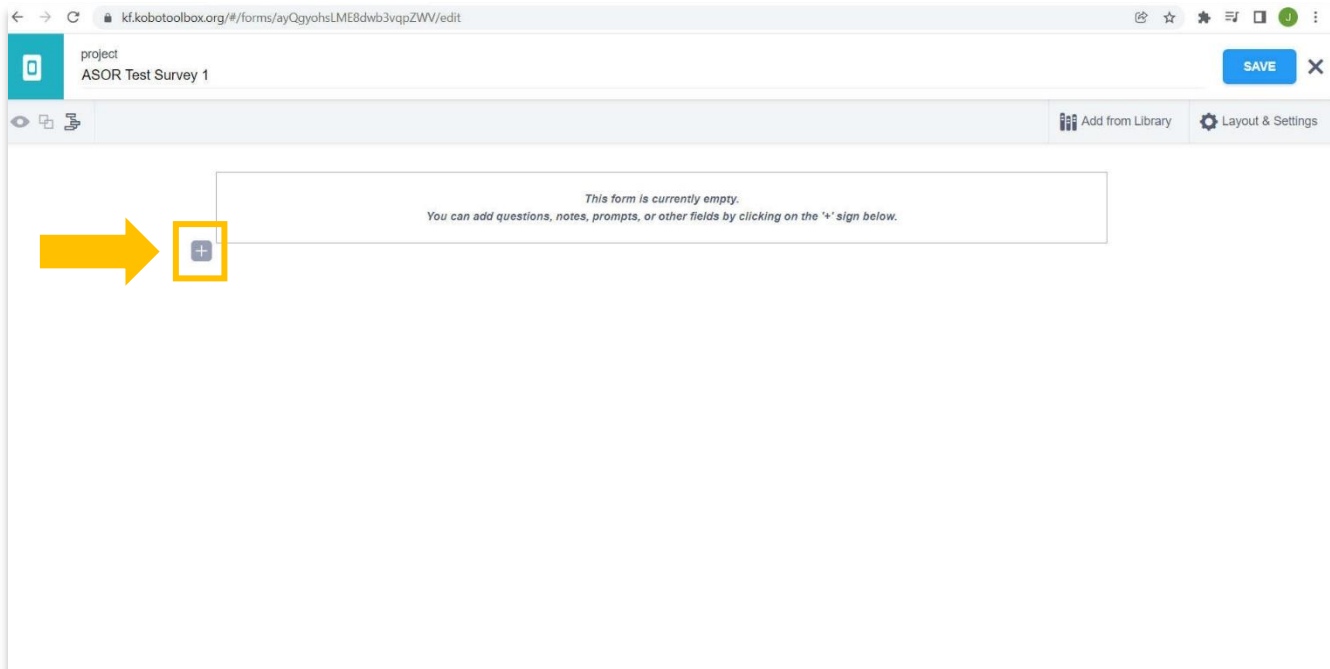 kf.kobotoolbox.org/#/forms/ayQgyohsLME8dwb3vqpZWV/edit
J
project
ASOR Test Survey 1
SAVE
Add from Library
Layout & Settings
This form is currently empty.
You can add questions, notes, prompts, or other fields by clicking on the '+' sign below.